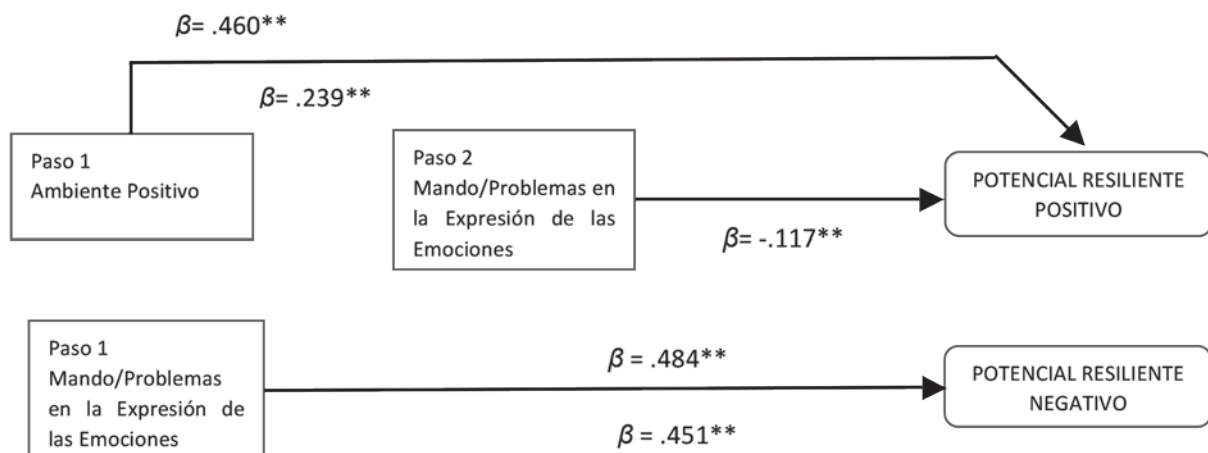 β= .460**
β= .239**
Paso 1
Ambiente Positivo
Paso 2
Mando/Problemas en
la Expresión de las
Emociones
β= -.117**
POTENCIAL RESILIENTE
POSITIVO
Paso 1
Mando/Problemas
en la Expresión de
las Emociones
β = .484**
β = .451**
POTENCIAL RESILIENTE
NEGATIVO